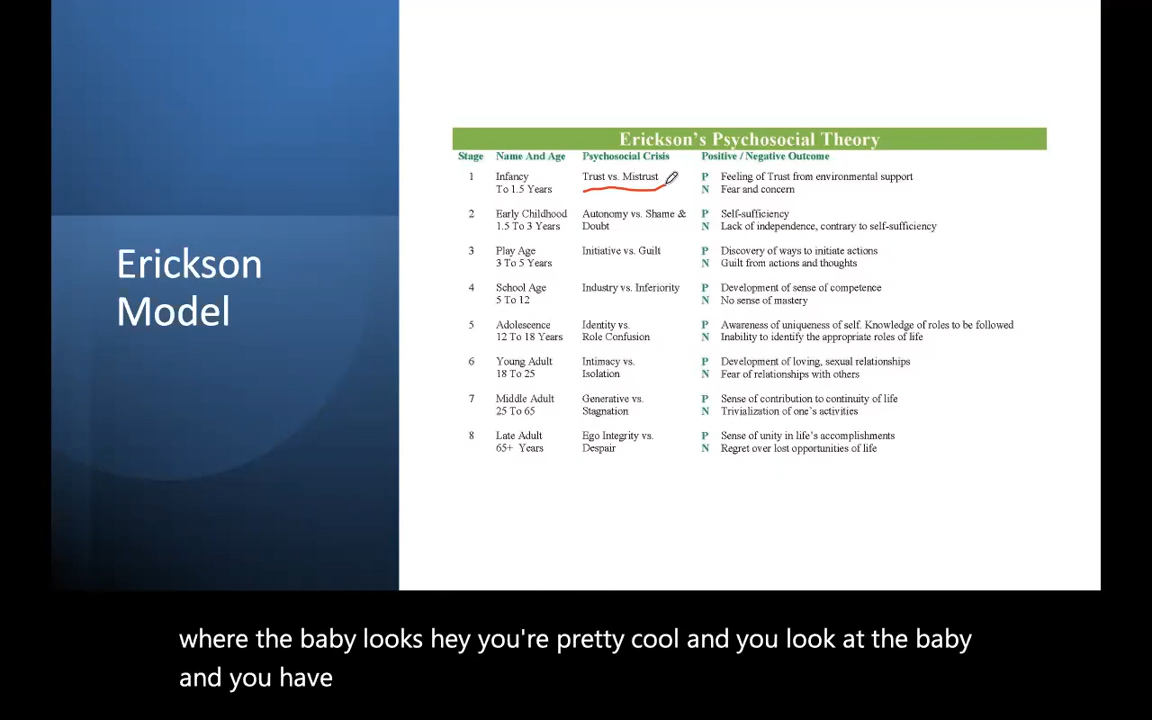 Erickson
Model
Erickson's Psychosocial Theory
Stage Name And Age Psychosocial Crisis Positive / Negative Outcome
1 Infancy Trust vs. Mistrust P Feeling of Trust from environmental support
To 1.5 Years N Fear and concern
2 Early Childhood Autonomy vs. Shame & P Self-sufficiency
1.5 To 3 Years Doubt N Lack of independence, contrary to self-sufficiency
3 Play Age Initiative vs. Guilt P Discovery of ways to initiate actions
3 To 5 Years N Guilt from actions and thoughts
4 School Age Industry vs. Inferiority P Development of sense of competence
5 To 12 N No sense of mastery
5 Adolescence Identity vs. P Awareness of uniqueness of self. Knowledge of roles to be followed
12 To 18 Years Role Confusion N Inability to identify the appropriate roles of life
6 Young Adult Intimacy vs. P Development of loving, sexual relationships
18 To 25 Isolation N Fear of relationships with others
7 Middle Adult Generative vs. P Sense of contribution to continuity of life
25 To 65 Stagnation N Trivialization of one's activities
8 Late Adult Ego Integrity vs. P Sense of unity in life's accomplishments
65+ Years Despair N Regret over lost opportunities of life
where the baby looks hey you're pretty cool and you look at the baby
and you have